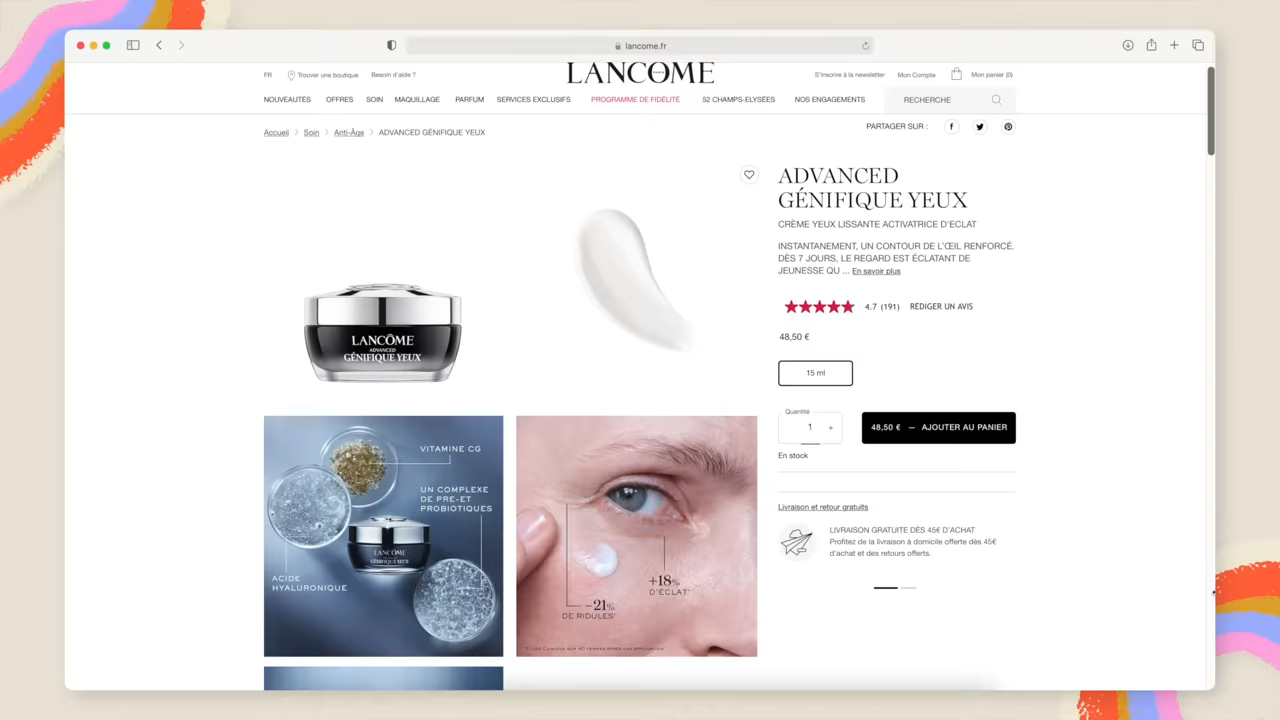 lancome.fr
FR
Trouver une boutique
Besoin d'aide ?
LANCÔME
S'inscrire à la newsletter
Mon Compte
Mon panier (0)
NOUVEAUTÉS
OFFRES
SOIN
MAQUILLAGE
PARFUM
SERVICES EXCLUSIFS
PROGRAMME DE FIDÉLITÉ
52 CHAMPS-ELYSÉES
NOS ENGAGEMENTS
RECHERCHE
Accueil
Soin
Anti-Âge
ADVANCED GÉNIFIQUE YEUX
PARTAGER SUR :
ADVANCED
GÉNIFIQUE YEUX
CRÈME YEUX LISSANTE ACTIVATRICE D'ECLAT
INSTANTANEMENT, UN CONTOUR DE L'ŒIL RENFORCÉ.
DÈS 7 JOURS, LE REGARD EST ÉCLATANT DE
JEUNESSE QU ... En savoir plus
4.7 (191) RÉDIGER UN AVIS
48,50 €
15 ml
Quantité
1 +
48,50 € — AJOUTER AU PANIER
En stock
Livraison et retour gratuits
LIVRAISON GRATUITE DÈS 45€ D'ACHAT
Profitez de la livraison à domicile offerte dès 45€
d'achat et des retours offerts.
LANCÔME
ADVANCED
GÉNIFIQUE YEUX
VITAMINE CG
UN COMPLEXE
DE PRE-ET
PROBIOTIQUES
LANCÔME
GÉNIFIQUE YEUX
ACIDE
HYALURONIQUE
+18%
D'ÉCLAT*
-21%
DE RIDULES*